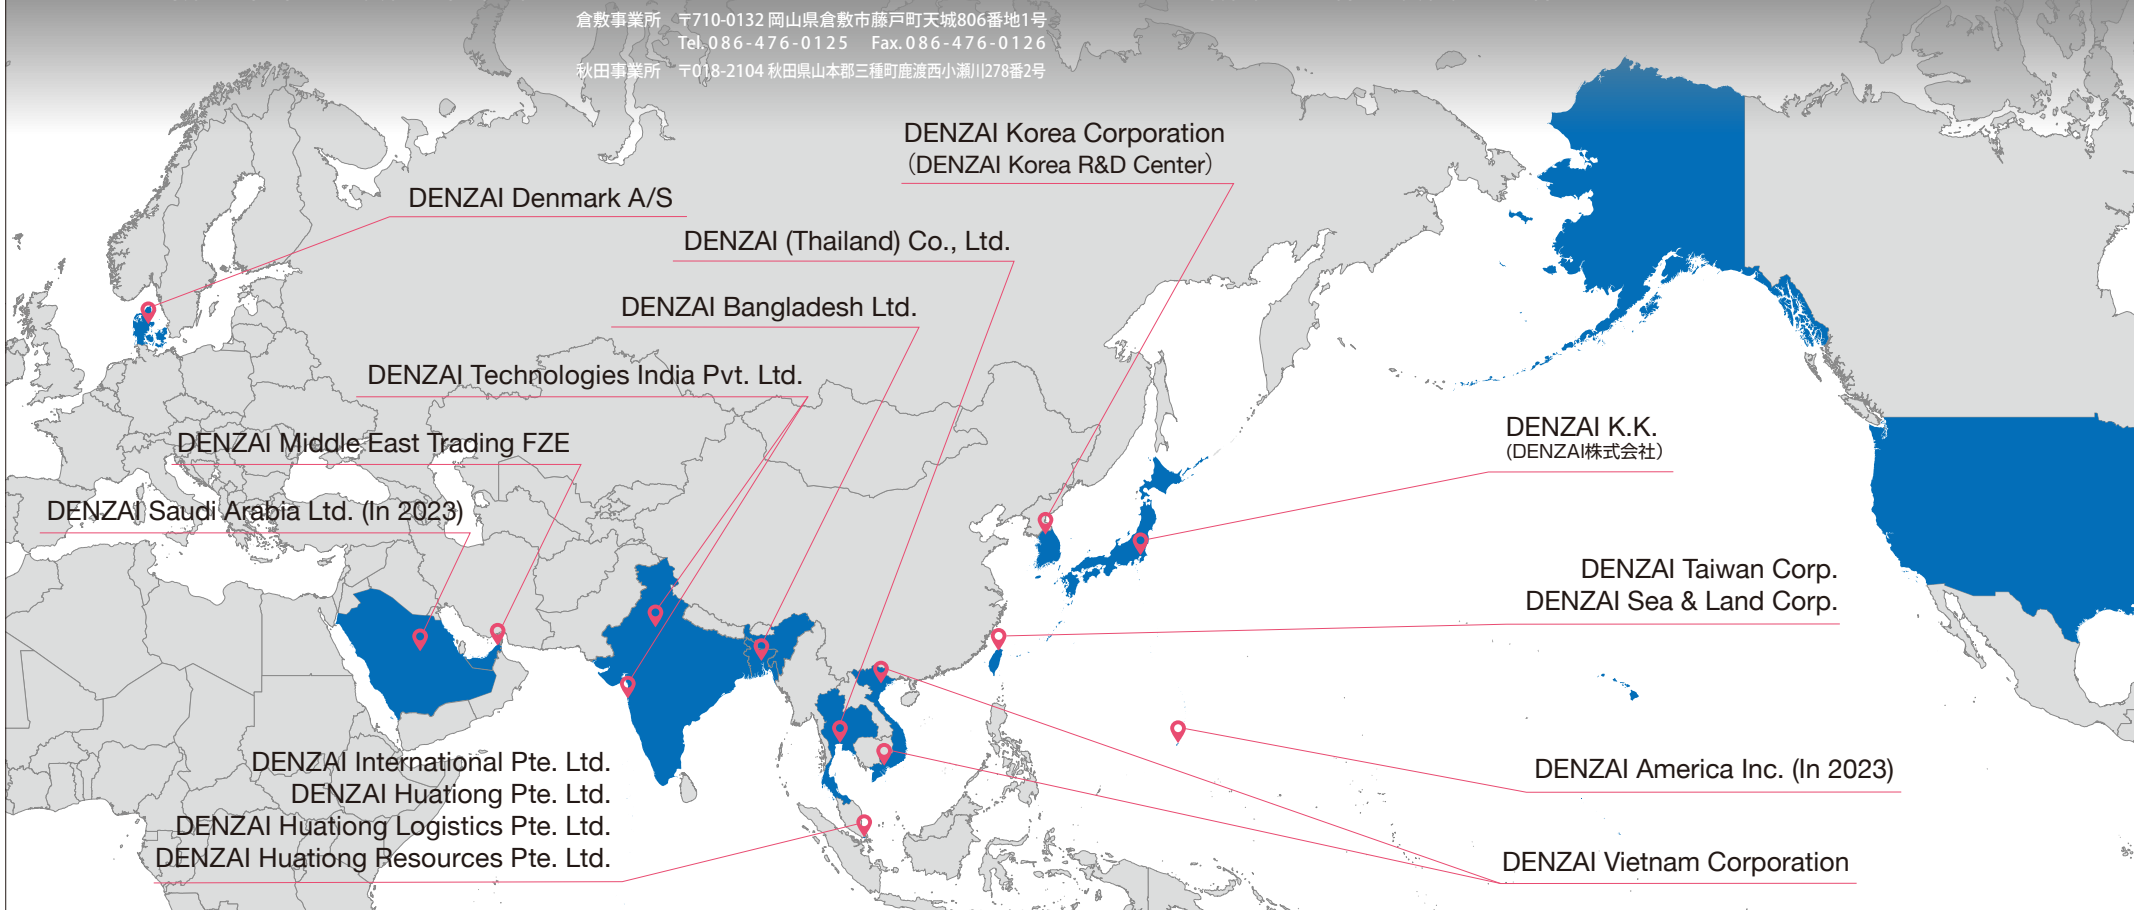 倉敷事業所 〒710-0132 岡山県倉敷市藤戸町天城806番地1号
Tel. 086-476-0125 Fax. 086-476-0126
秋田事業所 〒018-2104 秋田県山本郡三種町鹿渡西小瀬川278番2号
DENZAI Korea Corporation
（DENZAI Korea R&D Center）
DENZAI Denmark A/S
DENZAI (Thailand) Co., Ltd.
DENZAI Bangladesh Ltd.
DENZAI Technologies India Pvt. Ltd.
DENZAI Middle East Trading FZE
DENZAI Saudi Arabia Ltd. (In 2023)
DENZAI K.K.
(DENZAI株式会社)
DENZAI Taiwan Corp.
DENZAI Sea & Land Corp.
DENZAI International Pte. Ltd.
DENZAI Huationg Pte. Ltd.
DENZAI Huationg Logistics Pte. Ltd.
DENZAI Huationg Resources Pte. Ltd.
DENZAI America Inc. (In 2023)
DENZAI Vietnam Corporation